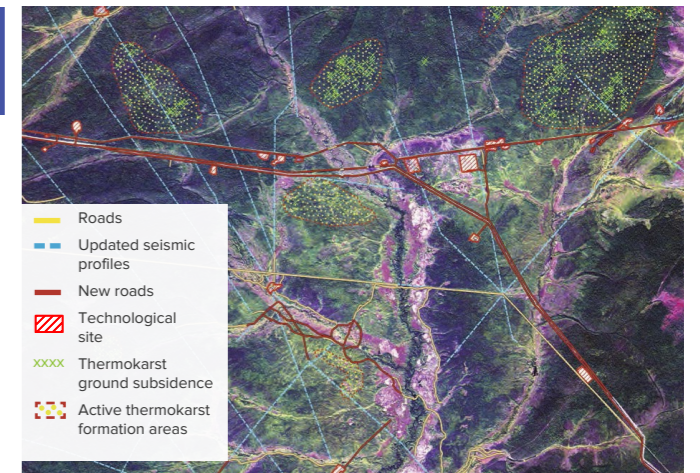 Roads
Updated seismic
profiles
New roads
Technological
site
xxxx Thermokarst
ground subsidence
Active thermokarst
formation areas